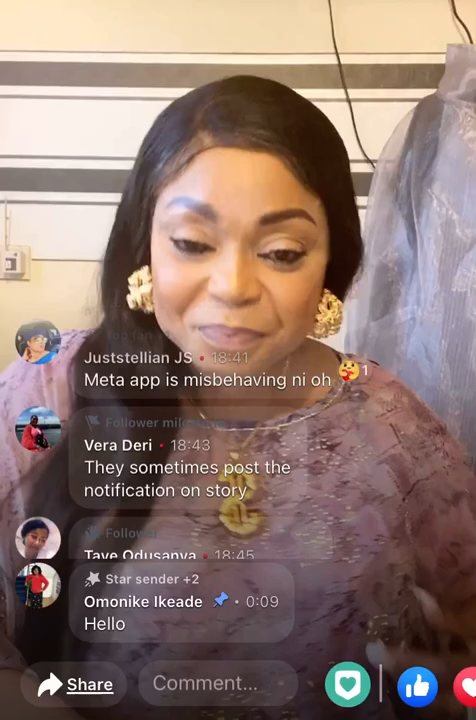 Juststellian JS • 18:41
Meta app is misbehaving ni oh 1
Vera Deri • 18:43
They sometimes post the
notification on story
Follower
Taye Odusanya • 18:45
Star sender +2
Omonike Ikeade • 0:09
Hello
Share
Comment...